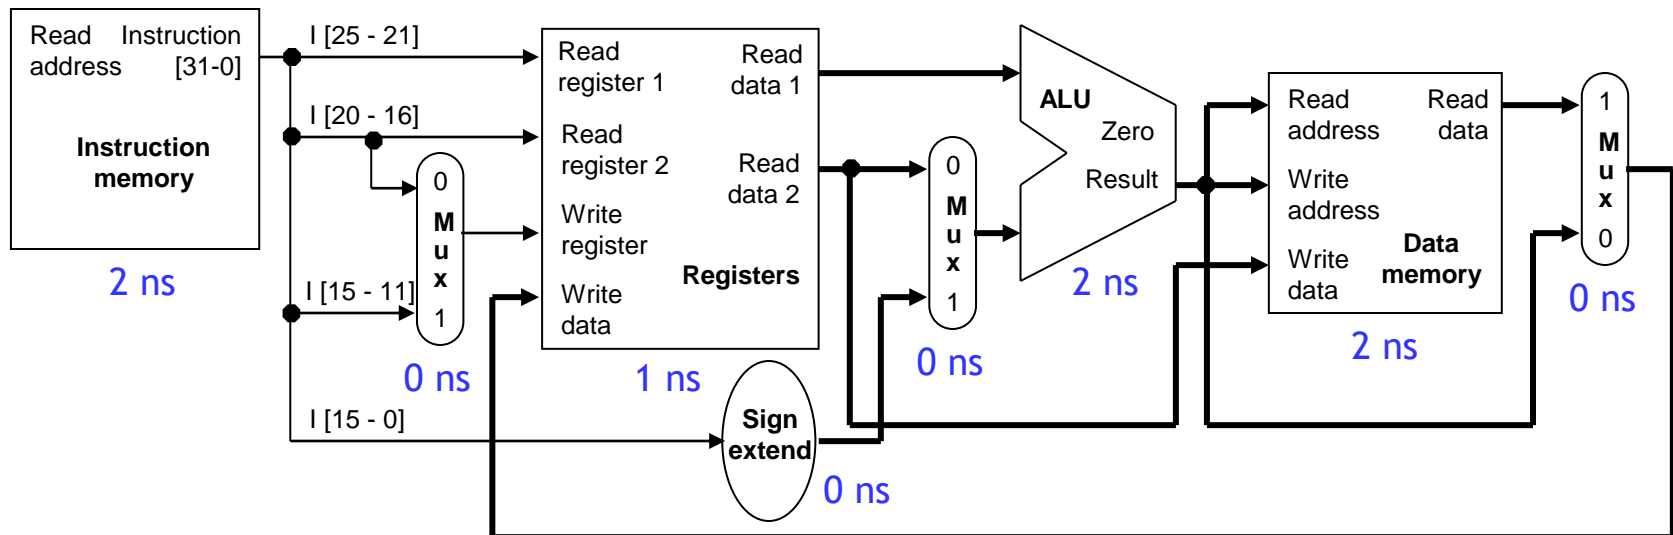 Read Instruction
address [31-0]
Instruction
memory
2 ns
I [25 - 21]
I [20 - 16]
I [15 - 11]
I [15 - 0]
0
M
u
x
1
0 ns
Read
register 1
Read
register 2
Write
register
Write
data
Read
data 1
Read
data 2
Registers
1 ns
Sign
extend
0 ns
0
M
u
x
1
0 ns
ALU
Zero
Result
2 ns
Read
address
Write
address
Write
data
Read
data
Data
memory
2 ns
1
M
u
x
0
0 ns